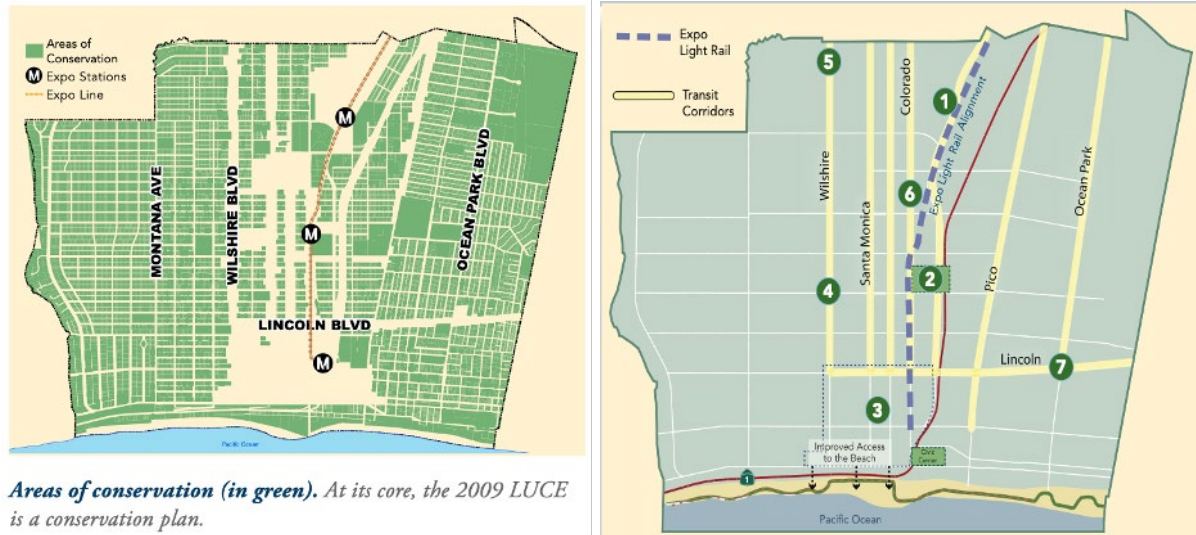 Areas of
Conservation
M Expo Stations
Expo Line
M
M
M
MONTANA AVE
WILSHIRE BLVD
OCEAN PARK BLVD
LINCOLN BLVD
Pacific Ocean
Areas of conservation (in green). At its core, the 2009 LUCE
is a conservation plan.
Expo
Light Rail
Transit
Corridors
5
Colorado
1
Expo Light Rail Alignment
Wilshire
6
Ocean Park
Santa Monica
2
4
Pico
Lincoln
7
3
Improved Access
to the Beach
Civic
Center
1
Pacific Ocean